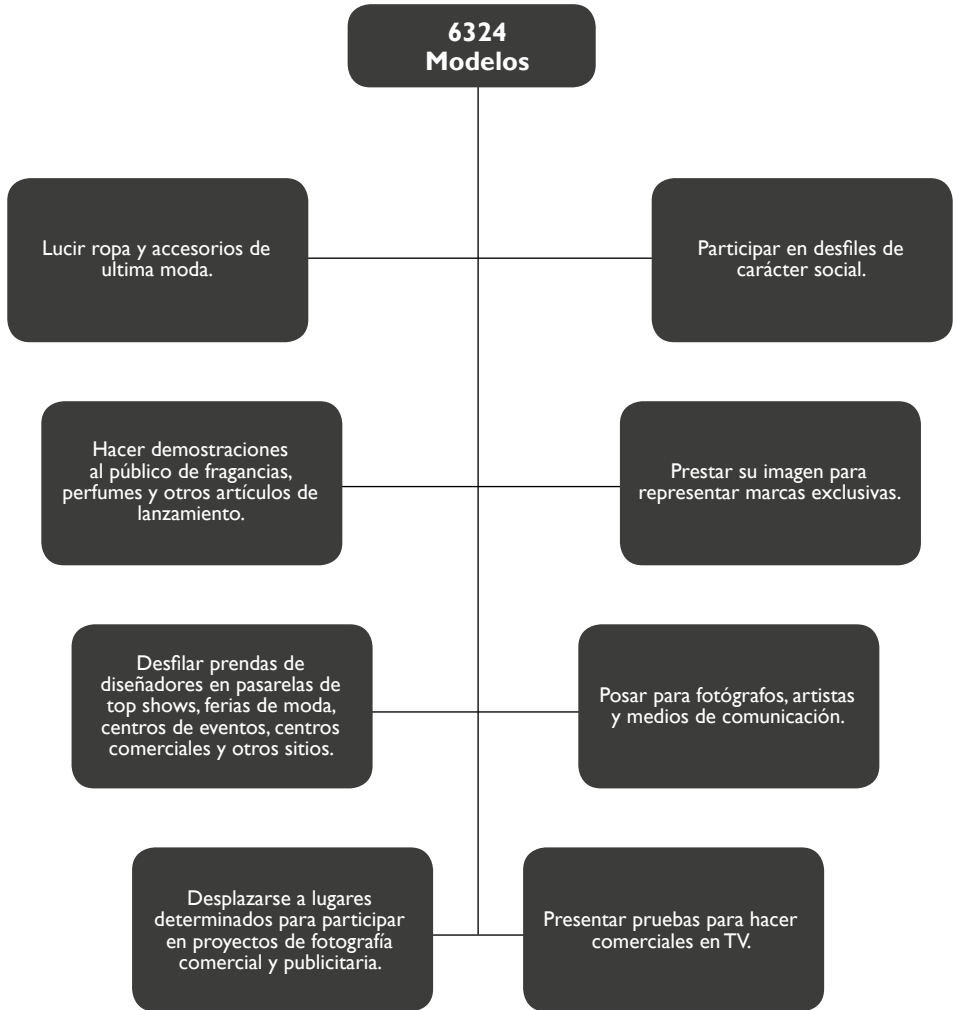 6324
Modelos
Lucir ropa y accesorios de
ultima moda.
Participar en desfiles de
carácter social.
Hacer demostraciones
al público de fragancias,
perfumes y otros artículos de
lanzamiento.
Prestar su imagen para
representar marcas exclusivas.
Desfilar prendas de
diseñadores en pasarelas de
top shows, ferias de moda,
centros de eventos, centros
comerciales y otros sitios.
Posar para fotógrafos, artistas
y medios de comunicación.
Desplazarse a lugares
determinados para participar
en proyectos de fotografía
comercial y publicitaria.
Presentar pruebas para hacer
comerciales en TV.